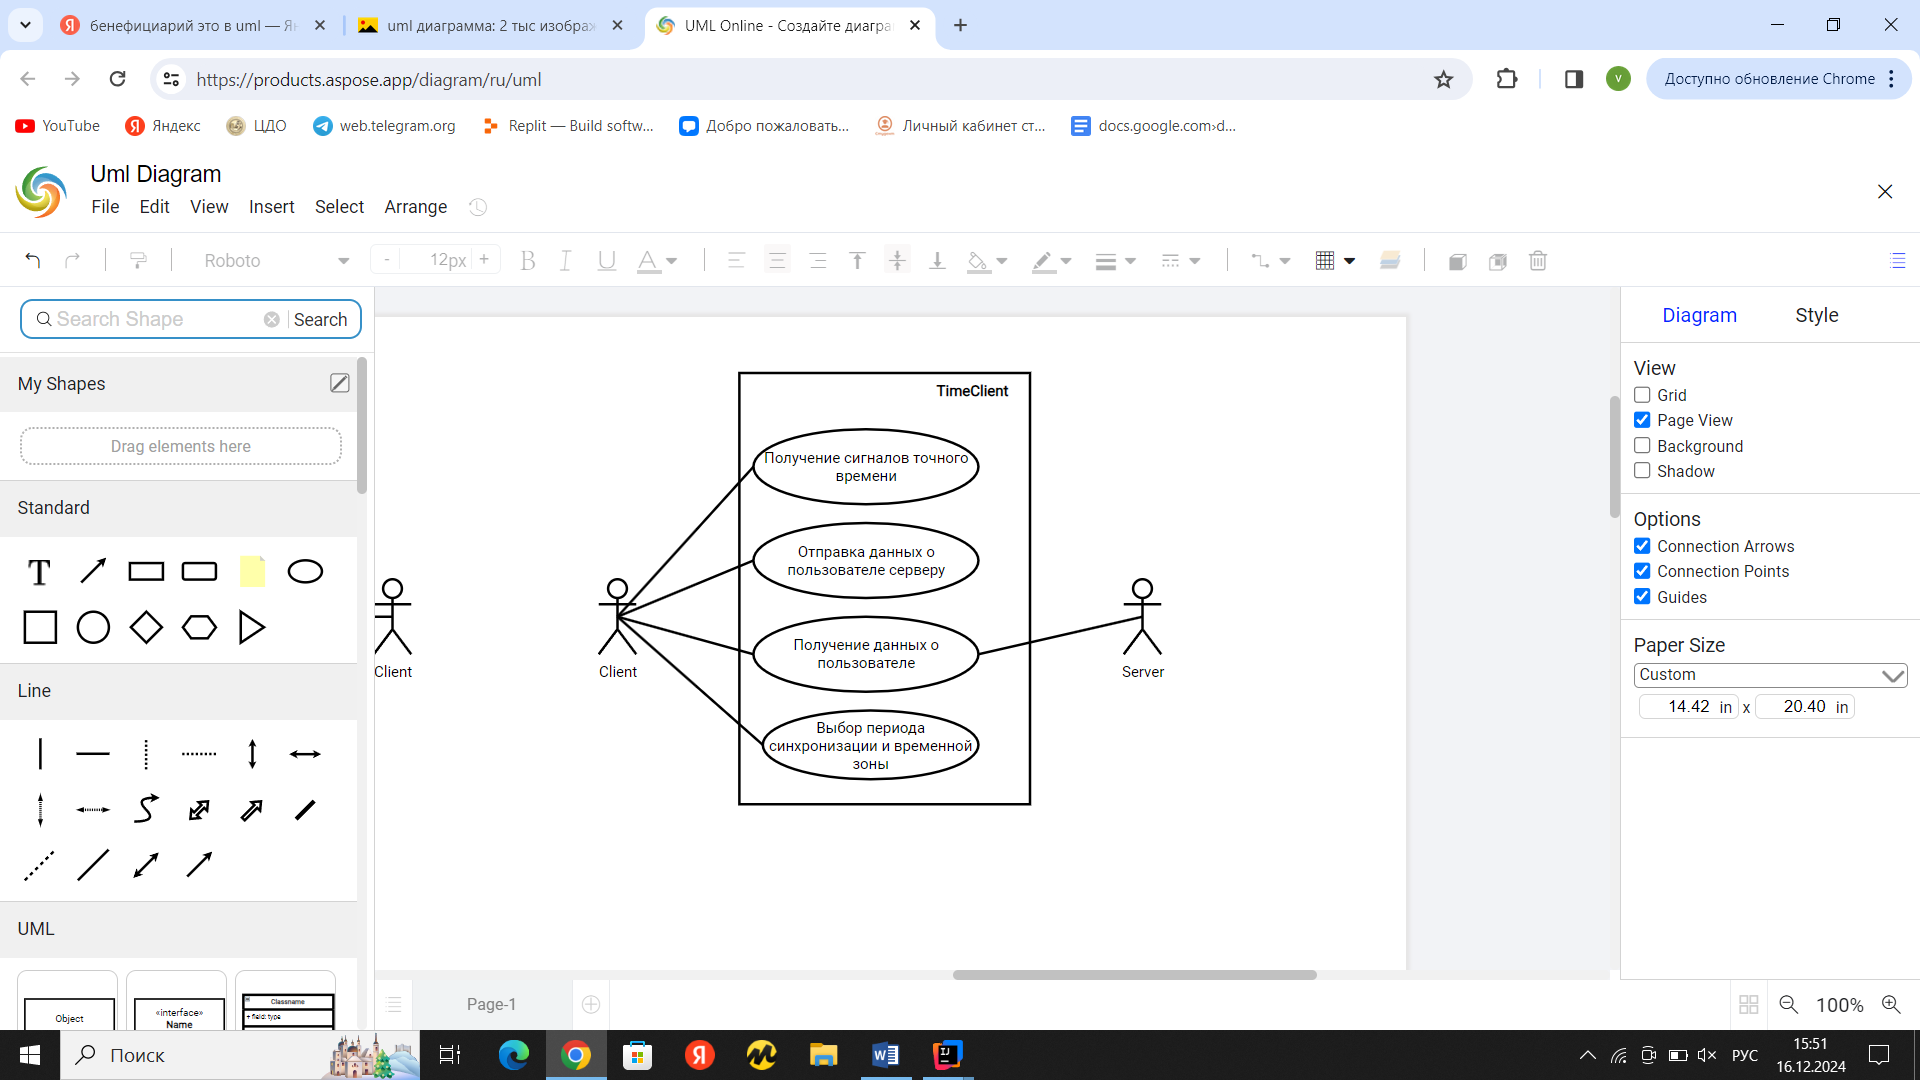 бенефициарий это в uml — Ян
uml диаграмма: 2 тыс изображ
UML Online - Создайте диагра
https://products.aspose.app/diagram/ru/uml
V
Доступно обновление Chrome
YouTube
Яндекс
ЦДО
web.telegram.org
Replit — Build softw...
Добро пожаловать...
Личный кабинет ст...
docs.google.com›d...
Uml Diagram
File Edit View Insert Select Arrange
Roboto
- 12px +
B I U A
Search Shape
Search
Diagram
Style
My Shapes
Drag elements here
Standard
T
Line
UML
Object
«interface»
Name
Classname
+ field: type
TimeClient
Получение сигналов точного
времени
Отправка данных о
пользователе серверу
Получение данных о
пользователе
Выбор периода
синхронизации и временной
зоны
Client
Client
Server
View
Grid
Page View
Background
Shadow
Options
Connection Arrows
Connection Points
Guides
Paper Size
Custom
14.42 in x 20.40 in
Page-1
100%
Поиск
РУС
15:51
16.12.2024